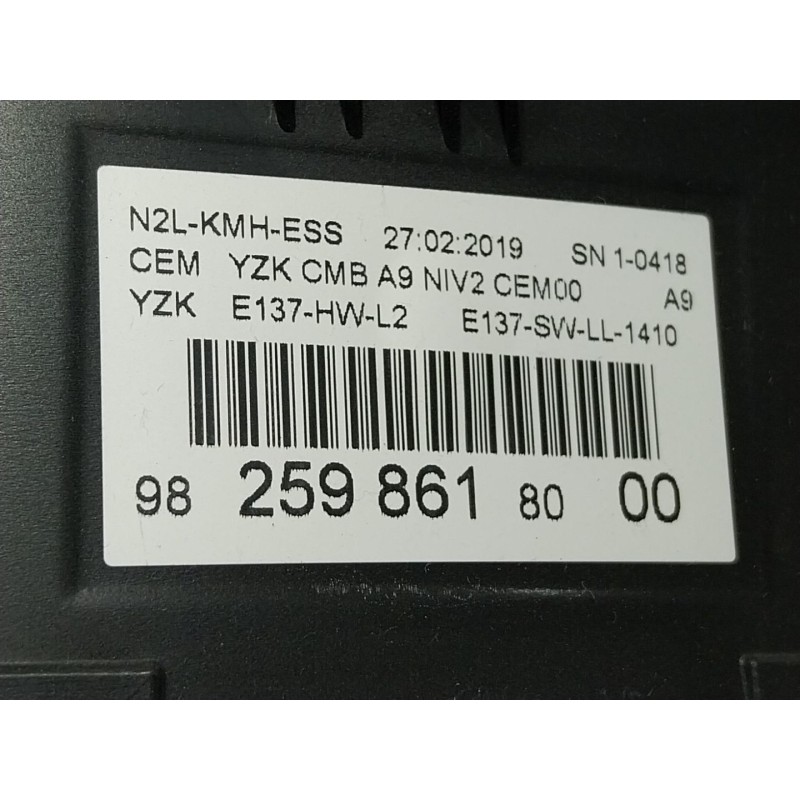 N2L-KMH-ESS 27:02:2019 SN 1-0418
CEM YZK CMB A9 NIV2 CEM00 A9
YZK E137-HW-L2 E137-SW-LL-1410
98 259 861 80 00